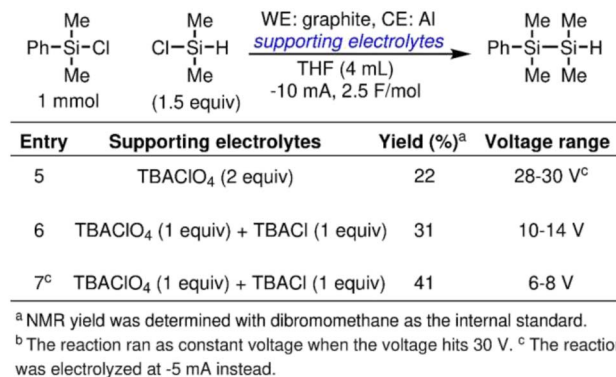 Me
Ph–Si–Cl
Me
1 mmol
Me
Cl–Si–H
Me
(1.5 equiv)
WE: graphite, CE: Al
supporting electrolytes
THF (4 mL)
-10 mA, 2.5 F/mol
Me Me
Ph–Si–Si–H
Me Me
Entry Supporting electrolytes Yield (%)a Voltage range
5 TBAClO4 (2 equiv) 22 28-30 Vc
6 TBAClO4 (1 equiv) + TBACl (1 equiv) 31 10-14 V
7c TBAClO4 (1 equiv) + TBACl (1 equiv) 41 6-8 V
a NMR yield was determined with dibromomethane as the internal standard.
b The reaction ran as constant voltage when the voltage hits 30 V. c The reactio
was electrolyzed at -5 mA instead.